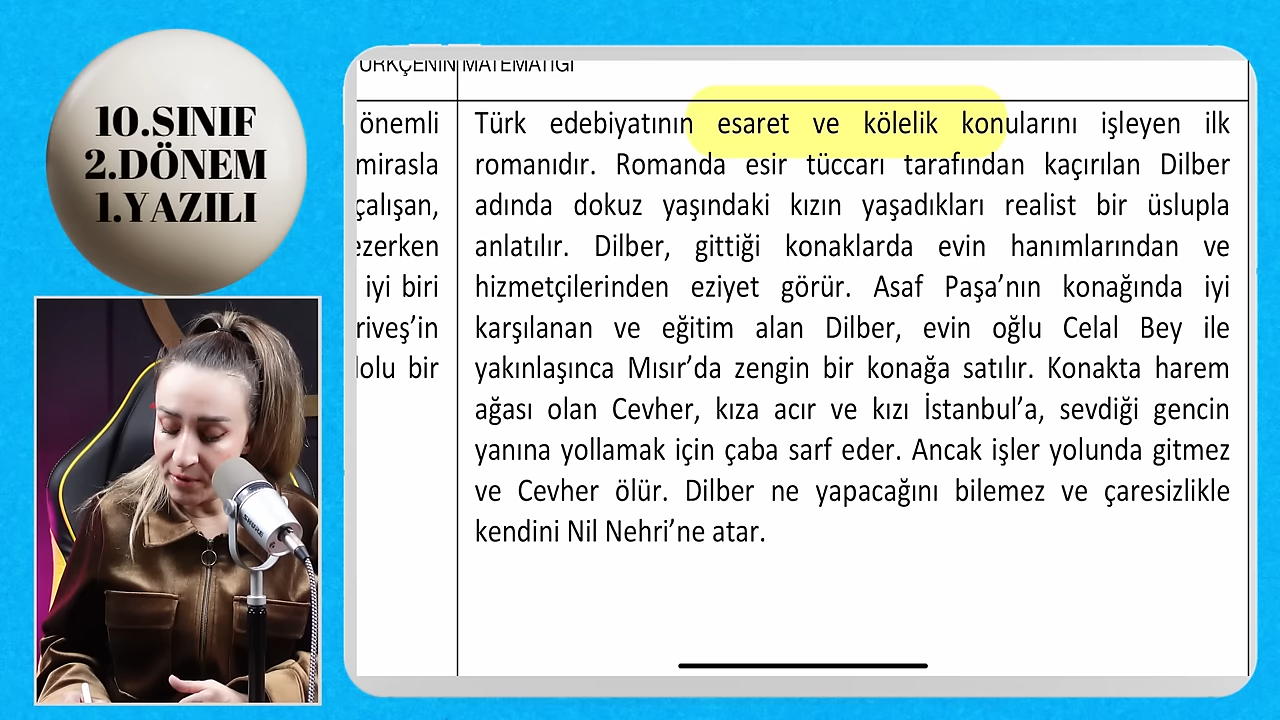 10.SINIF
2.DÖNEM
1.YAZILI
MATEMATİĞİ
önemli
mirasla
çalışan,
iyi biri
bir
Türk edebiyatının esaret ve kölelik konularını işleyen ilk
romanıdır. Romanda esir tüccarı tarafından kaçırılan Dilber
adında dokuz yaşındaki kızın yaşadıkları realist bir üslupla
anlatılır. Dilber, gittiği konaklarda evin hanımlarından ve
hizmetçilerinden eziyet görür. Asaf Paşa’nın konağında iyi
karşılanan ve eğitim alan Dilber, evin oğlu Celal Bey ile
yakınlaşınca Mısır’da zengin bir konağa satılır. Konakta harem
ağası olan Cevher, kıza acır ve kızı İstanbul’a, sevdiği gencin
yanına yollamak için çaba sarf eder. Ancak işler yolunda gitmez
ve Cevher ölür. Dilber ne yapacağını bilemez ve çaresizlikle
kendini Nil Nehri’ne atar.
SHURE